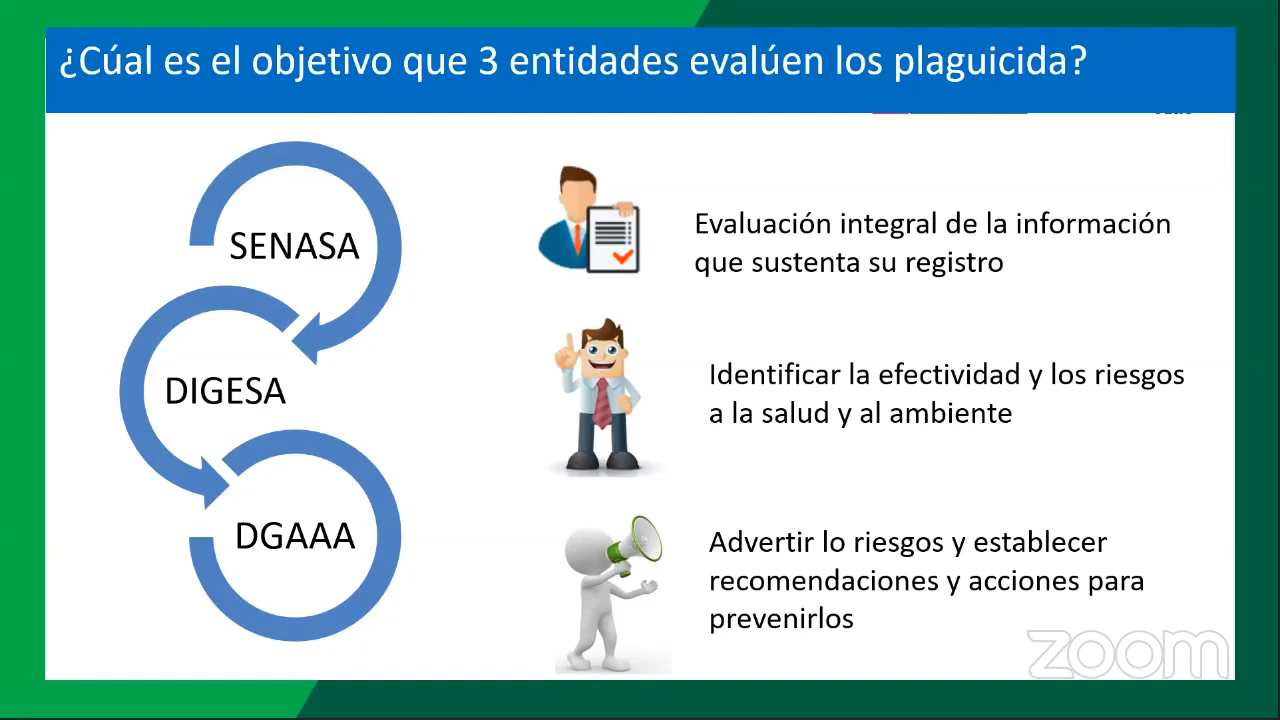 ¿Cúal es el objetivo que 3 entidades evalúen los plaguicida?
SENASA
DIGESA
DGAAA
Evaluación integral de la información
que sustenta su registro
Identificar la efectividad y los riesgos
a la salud y al ambiente
Advertir lo riesgos y establecer
recomendaciones y acciones para
prevenirlos
zoom